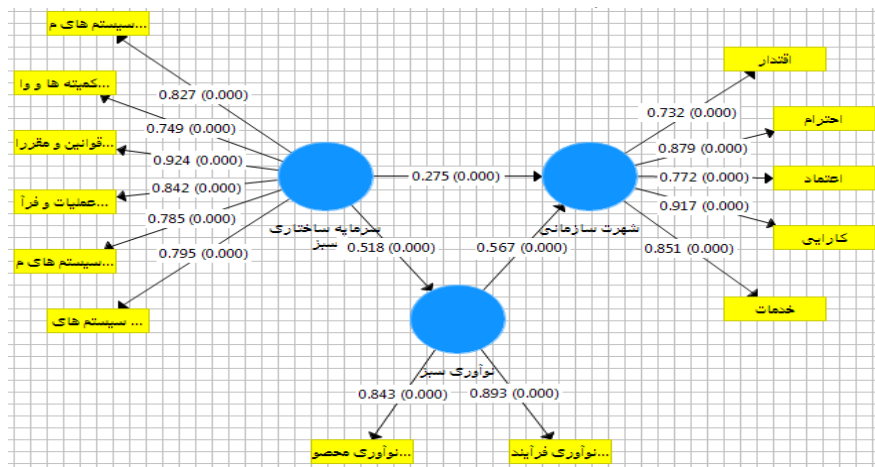 سیستم های م...
کمیته ها و وا...
قوانین و مقررا...
عملیات و فرآ...
سیستم های م...
سیستم های ...
0.827 (0.000)
0.749 (0.000)
0.924 (0.000)
0.842 (0.000)
0.785 (0.000)
0.795 (0.000)
سرمایه ساختاری
سبز
0.275 (0.000)
0.518 (0.000)
0.567 (0.000)
شهرت سازمانی
0.732 (0.000)
0.879 (0.000)
0.772 (0.000)
0.917 (0.000)
0.851 (0.000)
اقتدار
احترام
اعتماد
کارایی
خدمات
نوآوری سبز
0.843 (0.000)
0.893 (0.000)
نوآوری محصو...
نوآوری فرآیند...